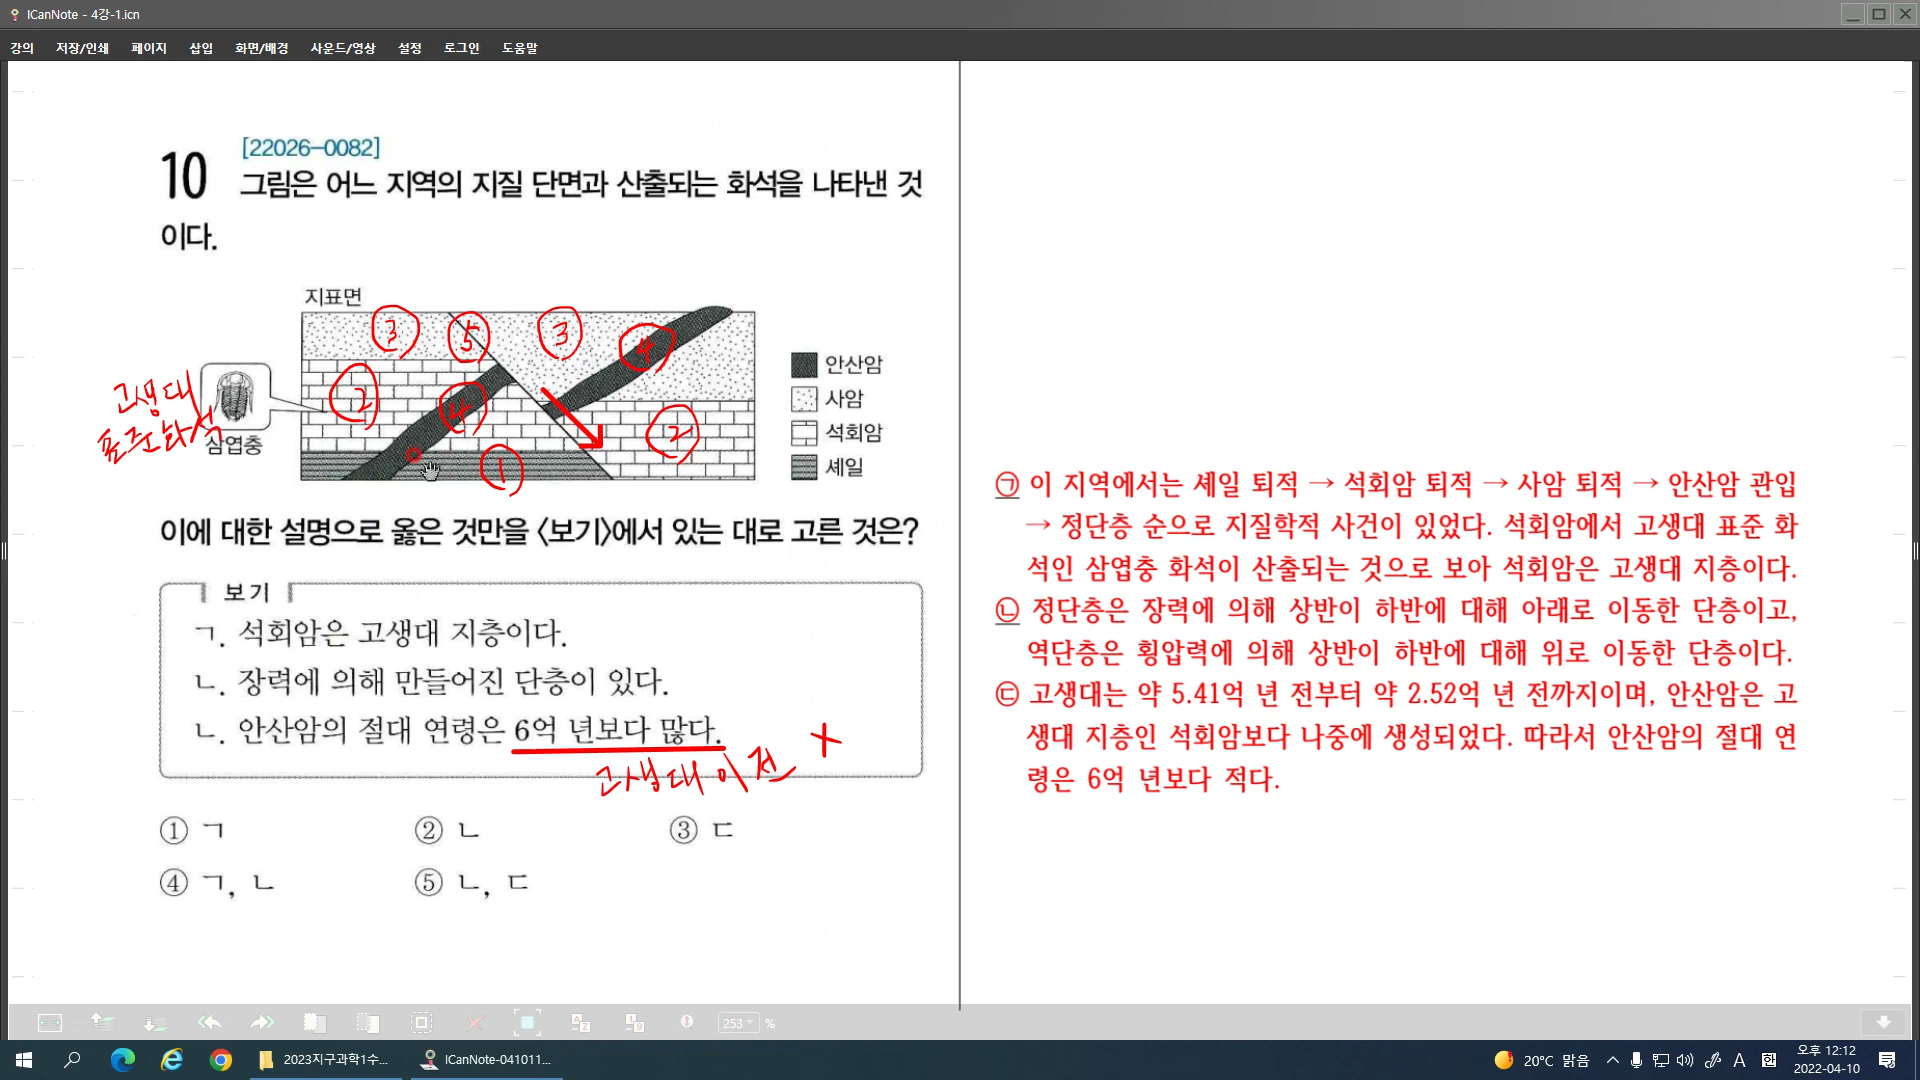 ICanNote - 4강-1.icn
강의 저장/인쇄 페이지 삽입 화면/배경 사운드/영상 설정 로그인 도움말
[22026-0082]
10 그림은 어느 지역의 지질 단면과 산출되는 화석을 나타낸 것
이다.
지표면
③ ⑤ ③ ④
② ④ ②
①
고생대
표준화석
삼엽충
안산암
사암
석회암
셰일
이에 대한 설명으로 옳은 것만을 <보기>에서 있는 대로 고른 것은?
보기
ㄱ. 석회암은 고생대 지층이다.
ㄴ. 장력에 의해 만들어진 단층이 있다.
ㄴ. 안산암의 절대 연령은 6억 년보다 많다.
고생대 이전
① ㄱ ② ㄴ ③ ㄷ
④ ㄱ, ㄴ ⑤ ㄴ, ㄷ
㉠ 이 지역에서는 셰일 퇴적 → 석회암 퇴적 → 사암 퇴적 → 안산암 관입
→ 정단층 순으로 지질학적 사건이 있었다. 석회암에서 고생대 표준 화
석인 삼엽충 화석이 산출되는 것으로 보아 석회암은 고생대 지층이다.
㉡ 정단층은 장력에 의해 상반이 하반에 대해 아래로 이동한 단층이고,
역단층은 횡압력에 의해 상반이 하반에 대해 위로 이동한 단층이다.
㉢ 고생대는 약 5.41억 년 전부터 약 2.52억 년 전까지이며, 안산암은 고
생대 지층인 석회암보다 나중에 생성되었다. 따라서 안산암의 절대 연
령은 6억 년보다 적다.
253 %
2023지구과학1수...
ICanNote-041011...
20°C 맑음
A 한
오후 12:12
2022-04-10